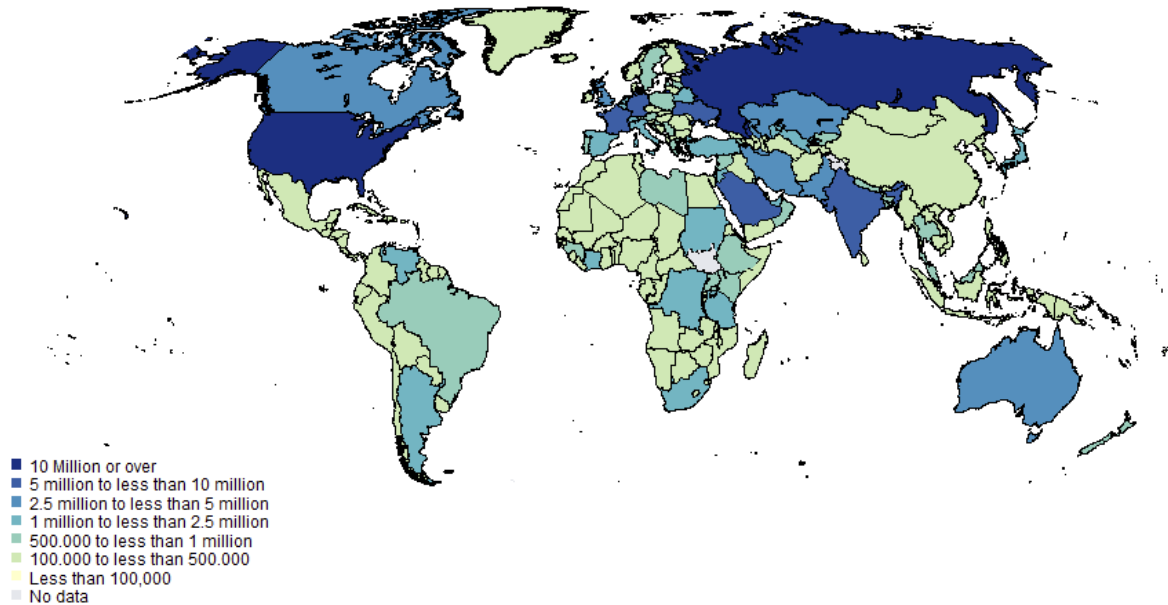 10 Million or over
5 million to less than 10 million
2.5 million to less than 5 million
1 million to less than 2.5 million
500.000 to less than 1 million
100.000 to less than 500.000
Less than 100,000
No data